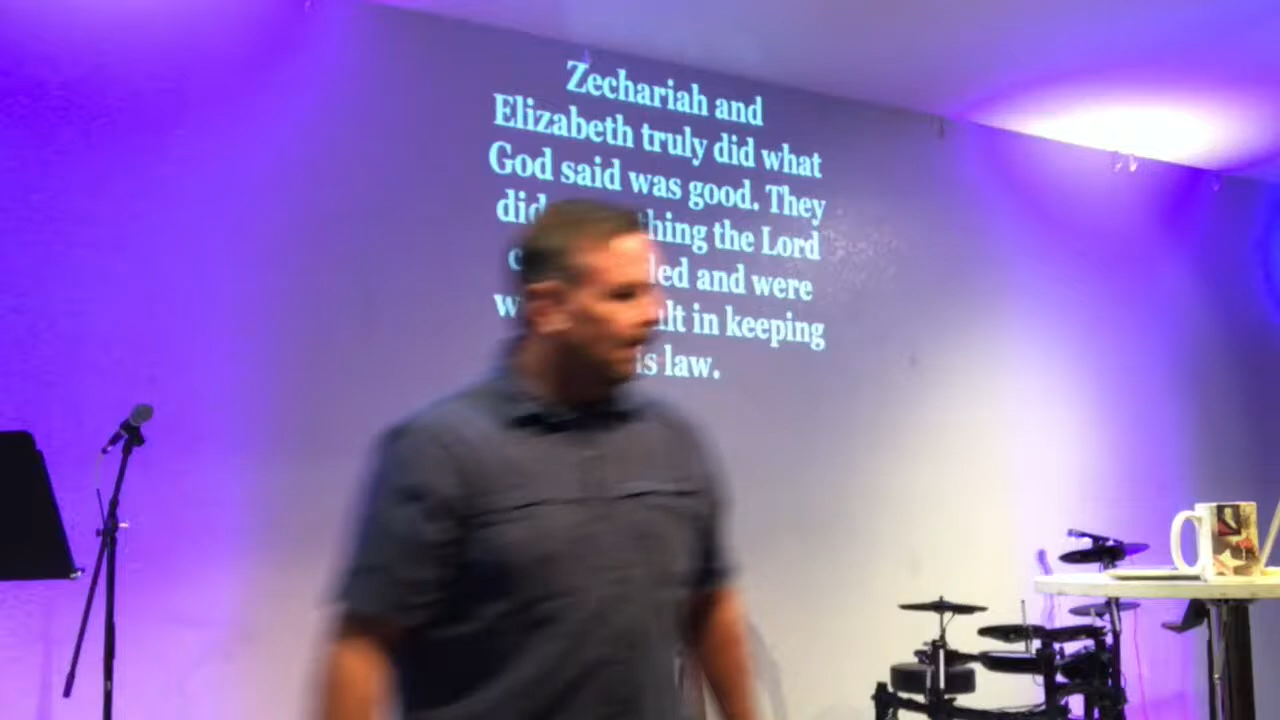 Zechariah and
Elizabeth truly did what
God said was good. They
did thing the Lord
led and were
in keeping
is law.